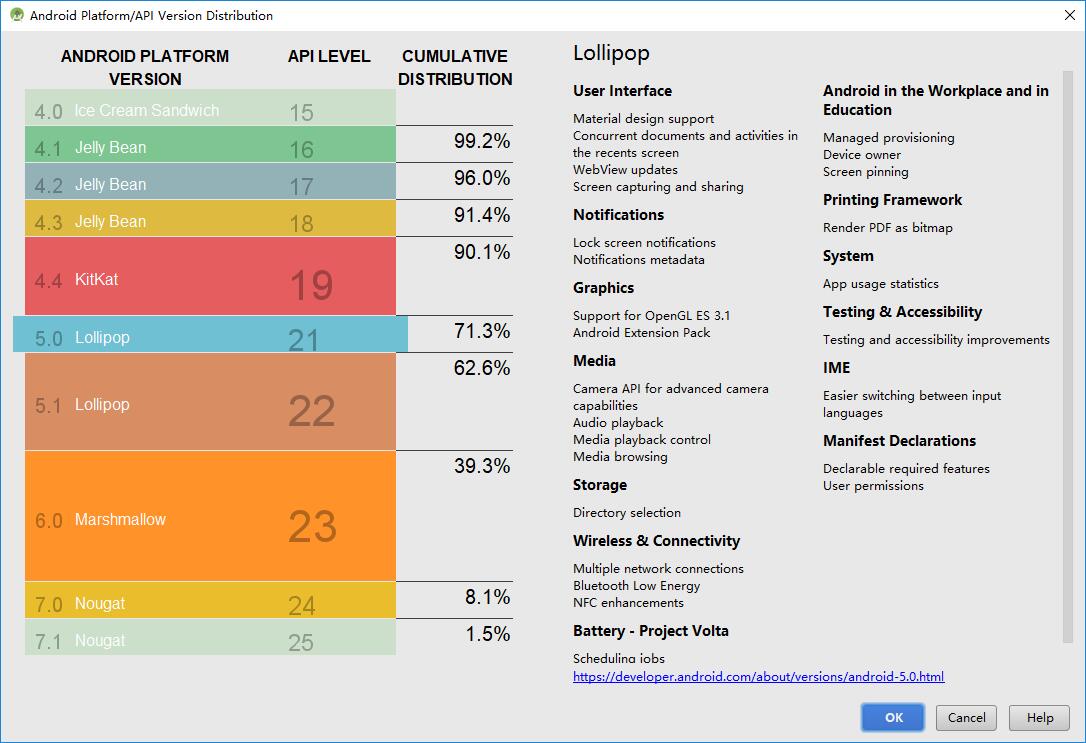 Android Platform/API Version Distribution
ANDROID PLATFORM
VERSION
API LEVEL
CUMULATIVE
DISTRIBUTION
4.0 Ice Cream Sandwich 15
99.2%
4.1 Jelly Bean 16
96.0%
4.2 Jelly Bean 17
91.4%
4.3 Jelly Bean 18
90.1%
4.4 KitKat 19
71.3%
5.0 Lollipop 21
62.6%
5.1 Lollipop 22
39.3%
6.0 Marshmallow 23
8.1%
7.0 Nougat 24
1.5%
7.1 Nougat 25
Lollipop
User Interface
Material design support
Concurrent documents and activities in
the recents screen
WebView updates
Screen capturing and sharing
Notifications
Lock screen notifications
Notifications metadata
Graphics
Support for OpenGL ES 3.1
Android Extension Pack
Media
Camera API for advanced camera
capabilities
Audio playback
Media playback control
Media browsing
Storage
Directory selection
Wireless & Connectivity
Multiple network connections
Bluetooth Low Energy
NFC enhancements
Battery - Project Volta
Scheduling jobs
Android in the Workplace and in
Education
Managed provisioning
Device owner
Screen pinning
Printing Framework
Render PDF as bitmap
System
App usage statistics
Testing & Accessibility
Testing and accessibility improvements
IME
Easier switching between input
languages
Manifest Declarations
Declarable required features
User permissions
https://developer.android.com/about/versions/android-5.0.html
OK
Cancel
Help